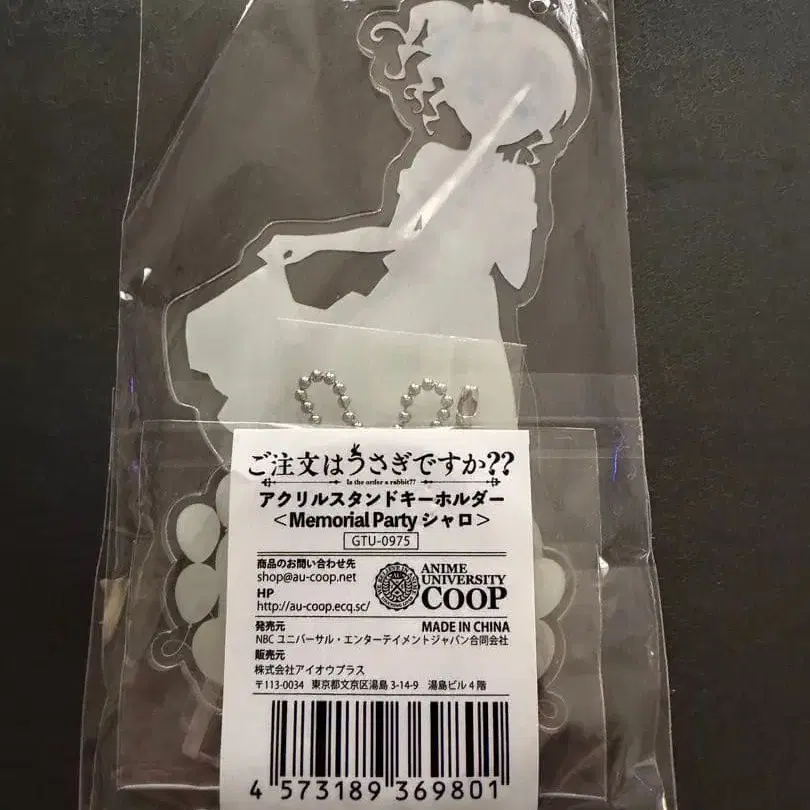 ご注文はうさぎですか??
Is the order a rabbit??
アクリルスタンドキーホルダー
<Memorial Party シャロ>
GTU-0975
商品のお問い合わせ先
shop@au-coop.net
HP
http://au-coop.ecq.sc/
ANIME
UNIVERSITY
COOP
発売元
MADE IN CHINA
NBC ユニバーサル・エンターテイメントジャパン合同会社
販売元
株式会社アイオウプラス
〒113-0034 東京都文京区湯島 3-14-9 湯島ビル 4 階
4 573189 369801